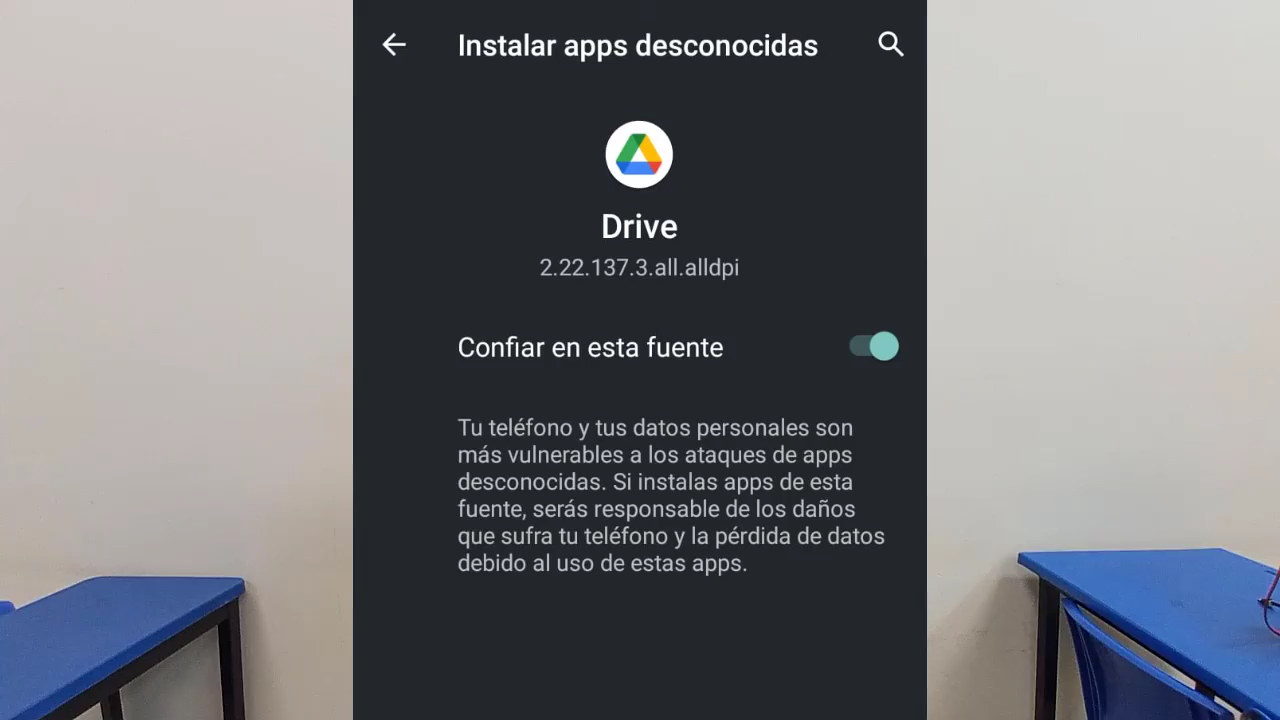 Instalar apps desconocidas
Drive
2.22.137.3.all.alldpi
Confiar en esta fuente
Tu teléfono y tus datos personales son
más vulnerables a los ataques de apps
desconocidas. Si instalas apps de esta
fuente, serás responsable de los daños
que sufra tu teléfono y la pérdida de datos
debido al uso de estas apps.